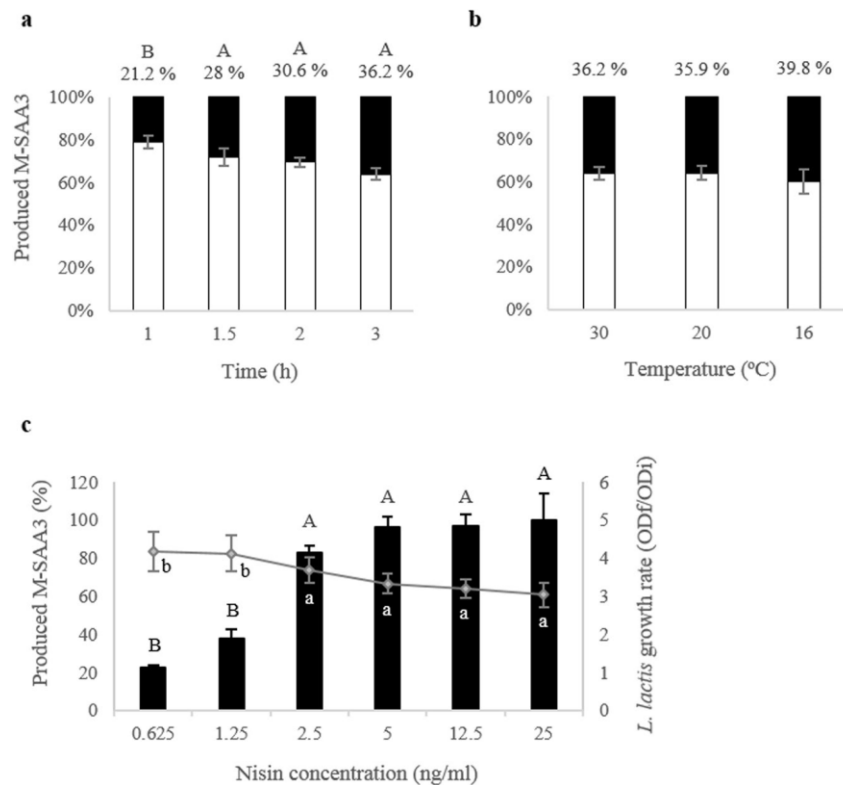 a
B A A A
21.2 % 28 % 30.6 % 36.2 %
Produced M-SAA3
100%
80%
60%
40%
20%
0%
1 1.5 2 3
Time (h)
b
36.2 % 35.9 % 39.8 %
100%
80%
60%
40%
20%
0%
30 20 16
Temperature (ºC)
c
Produced M-SAA3 (%)
120
100
80
60
40
20
0
B B A A A A
b b a a a a
6
5
4
3
2
1
0
L. lactis growth rate (ODf/ODi)
0.625 1.25 2.5 5 12.5 25
Nisin concentration (ng/ml)